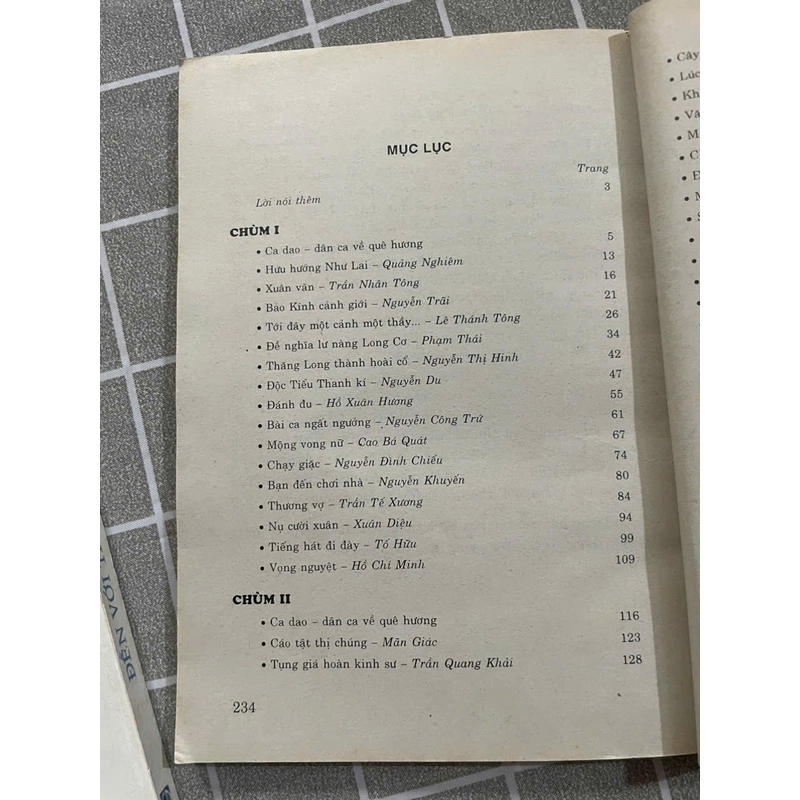 MỤC LỤC
Trang
Lời nói thêm 3
CHÙM I
• Ca dao – dân ca về quê hương 5
• Hưu hướng Như Lai – Quảng Nghiêm 13
• Xuân vãn – Trần Nhân Tông 16
• Bảo Kính cảnh giới – Nguyễn Trãi 21
• Tới đây một cảnh một thầy... – Lê Thánh Tông 26
• Đề nghĩa lư nàng Long Cơ – Phạm Thái 34
• Thăng Long thành hoài cổ – Nguyễn Thị Hinh 42
• Độc Tiểu Thanh kí – Nguyễn Du 47
• Đánh đu – Hồ Xuân Hương 55
• Bài ca ngất ngưởng – Nguyễn Công Trứ 61
• Mộng vong nữ – Cao Bá Quát 67
• Chạy giặc – Nguyễn Đình Chiểu 74
• Bạn đến chơi nhà – Nguyễn Khuyến 80
• Thương vợ – Trần Tế Xương 84
• Nụ cười xuân – Xuân Diệu 94
• Tiếng hát đi đày – Tố Hữu 99
• Vọng nguyệt – Hồ Chí Minh 109
CHÙM II
• Ca dao – dân ca về quê hương 116
• Cáo tật thị chúng – Mãn Giác 123
• Tụng giá hoàn kinh sư – Trần Quang Khải 128
234
• Cây
• Lúc
• Kh
ĐẾN VỚI